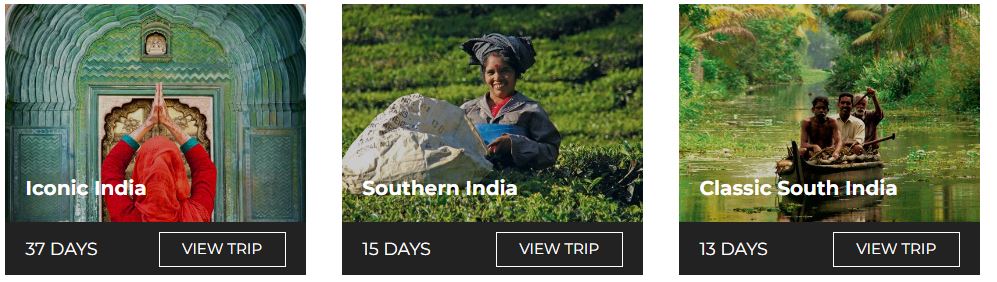 Iconic India
37 DAYS
VIEW TRIP
Southern India
15 DAYS
VIEW TRIP
Classic South India
13 DAYS
VIEW TRIP